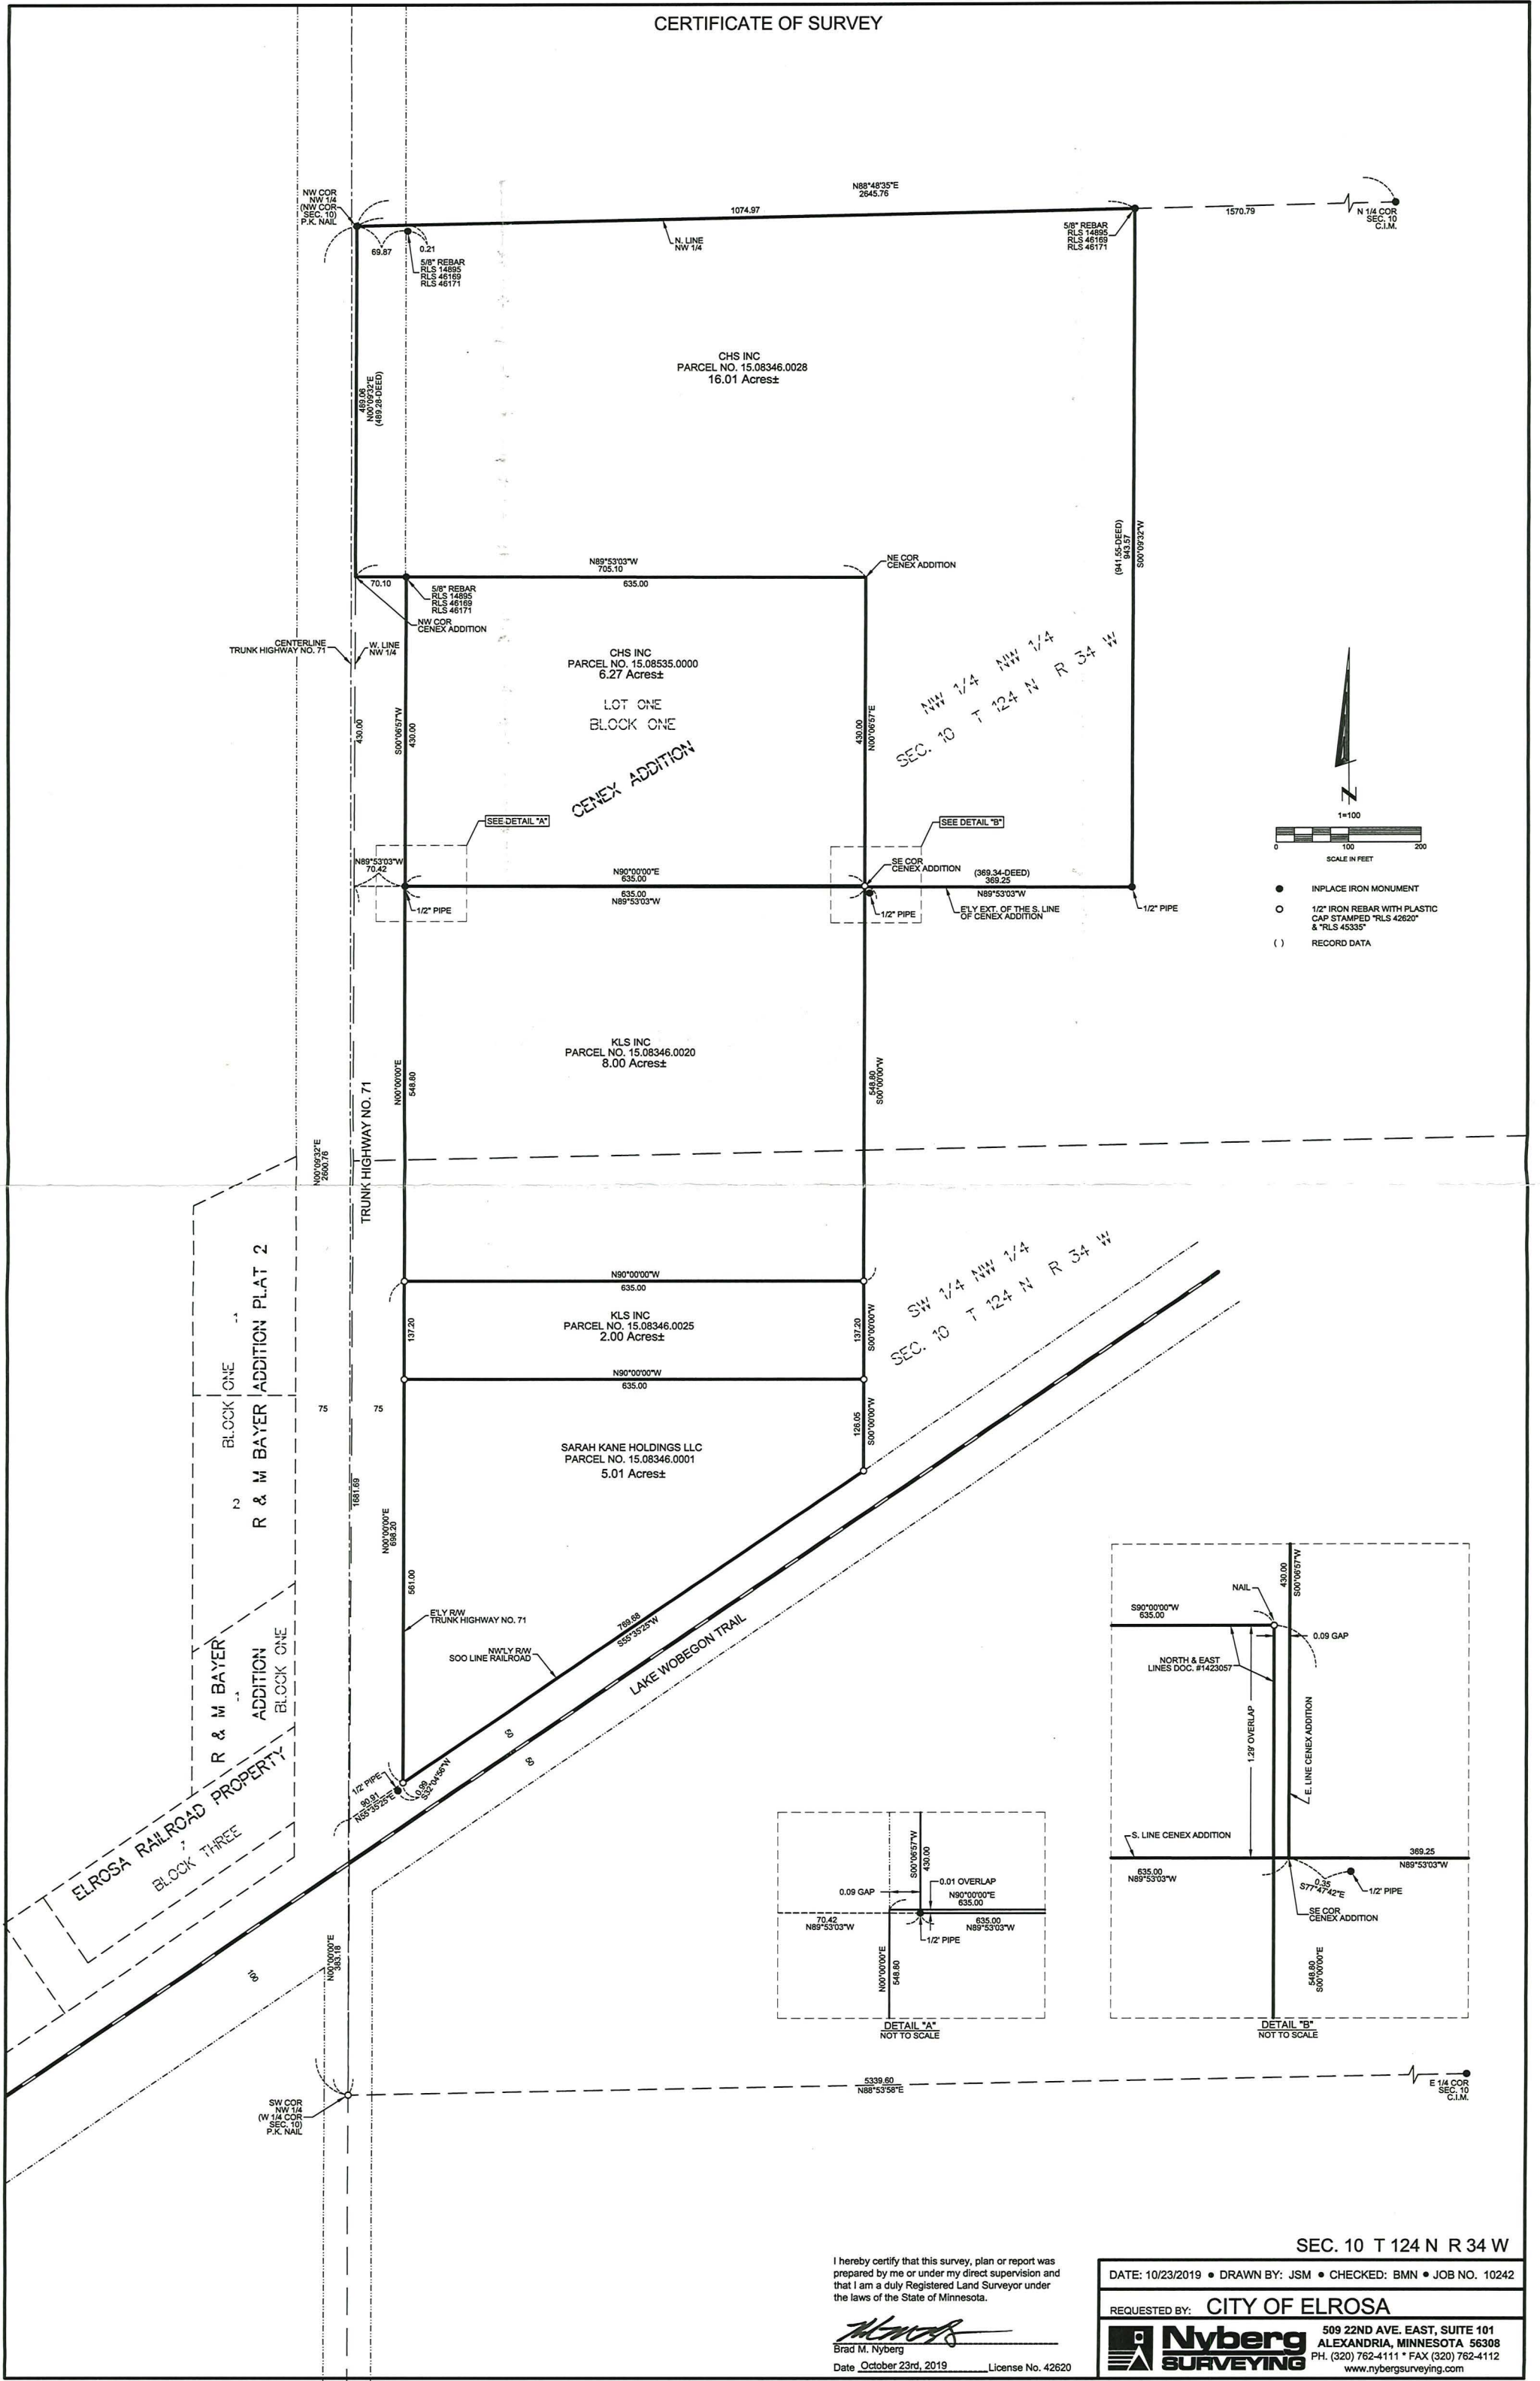 CERTIFICATE OF SURVEY
NW COR
NW 1/4
(NW COR
SEC. 10)
P.K. NAIL
69.87
0.21
5/8" REBAR
RLS 14895
RLS 46169
RLS 46171
1074.97
N. LINE
NW 1/4
N88°48'35"E
2645.76
5/8" REBAR
RLS 14895
RLS 46169
RLS 46171
1570.79
N 1/4 COR
SEC. 10
C.I.M.
489.06
N00°09'32"E
(489.28-DEED)
CHS INC
PARCEL NO. 15.08346.0028
16.01 Acres±
(941.55-DEED)
943.57
S00°09'32"W
70.10
N89°53'03"W
705.10
635.00
NE COR
CENEX ADDITION
5/8" REBAR
RLS 14895
RLS 46169
RLS 46171
NW COR
CENEX ADDITION
CENTERLINE
TRUNK HIGHWAY NO. 71
W. LINE
NW 1/4
430.00
S00°06'57"W
430.00
CHS INC
PARCEL NO. 15.08535.0000
6.27 Acres±
LOT ONE
BLOCK ONE
CENEX ADDITION
430.00
N00°06'57"E
NW 1/4 NW 1/4
SEC. 10 T 124 N R 34 W
SEE DETAIL "A"
SEE DETAIL "B"
N89°53'03"W
70.42
1/2" PIPE
N90°00'00"E
635.00
635.00
N89°53'03"W
SE COR
CENEX ADDITION
1/2" PIPE
(369.34-DEED)
369.25
N89°53'03"W
E'LY EXT. OF THE S. LINE
OF CENEX ADDITION
1/2" PIPE
N
1=100
0 100 200
SCALE IN FEET
INPLACE IRON MONUMENT
1/2" IRON REBAR WITH PLASTIC
CAP STAMPED "RLS 42620"
& "RLS 45335"
( ) RECORD DATA
N00°00'00"E
548.80
KLS INC
PARCEL NO. 15.08346.0020
8.00 Acres±
548.80
S00°00'00"W
N00°09'32"E
2600.76
TRUNK HIGHWAY NO. 71
N90°00'00"W
635.00
137.20
KLS INC
PARCEL NO. 15.08346.0025
2.00 Acres±
137.20
S00°00'00"W
N90°00'00"W
635.00
SW 1/4 NW 1/4
SEC. 10 T 124 N R 34 W
1
BLOCK ONE
2
R & M BAYER ADDITION PLAT 2
75
75
1681.69
SARAH KANE HOLDINGS LLC
PARCEL NO. 15.08346.0001
5.01 Acres±
126.05
S00°00'00"W
N00°00'00"E
698.20
561.00
E'LY R/W
TRUNK HIGHWAY NO. 71
NW'LY R/W
SOO LINE RAILROAD
769.68
S55°35'25"W
LAKE WOBEGON TRAIL
50
50
R & M BAYER
1
ADDITION
BLOCK ONE
ELROSA RAILROAD PROPERTY
1
BLOCK THREE
1/2" PIPE
90.91
N55°35'25"E
0.99
S32°04'56"W
100
N00°00'00"E
383.18
0.09 GAP
S00°06'57"W
430.00
0.01 OVERLAP
N90°00'00"E
635.00
70.42
N89°53'03"W
635.00
N89°53'03"W
1/2' PIPE
N00°00'00"E
548.80
DETAIL "A"
NOT TO SCALE
430.00
S00°06'57"W
NAIL
S90°00'00"W
635.00
0.09 GAP
NORTH & EAST
LINES DOC. #1423057
1.29' OVERLAP
E. LINE CENEX ADDITION
S. LINE CENEX ADDITION
635.00
N89°53'03"W
369.25
N89°53'03"W
0.35
S77°47'42"E
1/2' PIPE
SE COR
CENEX ADDITION
548.80
S00°00'00"E
DETAIL "B"
NOT TO SCALE
SW COR
NW 1/4
(W 1/4 COR
SEC. 10)
P.K. NAIL
5339.60
N88°53'58"E
E 1/4 COR
SEC. 10
C.I.M.
SEC. 10 T 124 N R 34 W
I hereby certify that this survey, plan or report was
prepared by me or under my direct supervision and
that I am a duly Registered Land Surveyor under
the laws of the State of Minnesota.
Brad M. Nyberg
Date October 23rd, 2019 License No. 42620
DATE: 10/23/2019 • DRAWN BY: JSM • CHECKED: BMN • JOB NO. 10242
REQUESTED BY: CITY OF ELROSA
Nyberg
SURVEYING
509 22ND AVE. EAST, SUITE 101
ALEXANDRIA, MINNESOTA 56308
PH. (320) 762-4111 * FAX (320) 762-4112
www.nybergsurveying.com